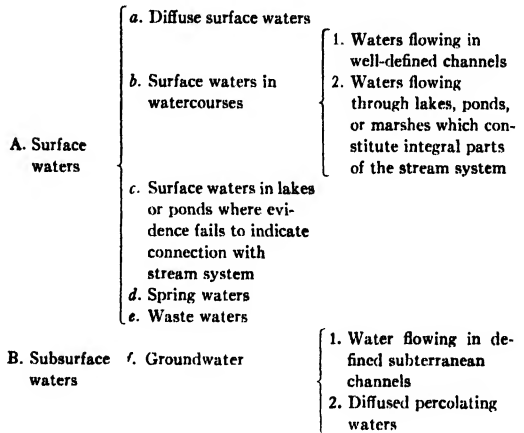 a. Diffuse surface waters
1. Waters flowing in
well-defined channels
b. Surface waters in
watercourses
2. Waters flowing
through lakes, ponds,
or marshes which con-
stitute integral parts
of the stream system
A. Surface
waters
c. Surface waters in lakes
or ponds where evi-
dence fails to indicate
connection with
stream system
d. Spring waters
e. Waste waters
B. Subsurface
waters
f. Groundwater
1. Water flowing in de-
fined subterranean
channels
2. Diffused percolating
waters